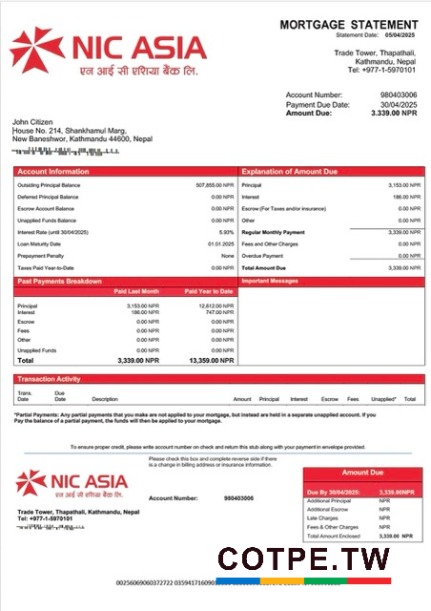 MORTGAGE STATEMENT
Statement Date: 05/04/2025
NIC ASIA
एन आई सी एशिया बैंक लि.
Trade Tower, Thapathali,
Kathmandu, Nepal
Tel: +977-1-5970101
Account Number: 980403006
Payment Due Date: 30/04/2025
Amount Due: 3.339.00 NPR
John Citizen
House No. 214, Shankhamul Marg,
New Baneshwor, Kathmandu 44600, Nepal
Account Information
Outsiding Principal Balance 507,855.00 NPR
Deferred Principal Balance 0.00 NPR
Escrow Account Balance 0.00 NPR
Unapplied Funds Balance 0.00 NPR
Interest Rate (until 30/04/2025) 5.93%
Loan Maturity Date 01.01.2025
Prepayment Penalty None
Taxes Paid Year-to-Date 0.00 NPR
Explanation of Amount Due
Principal 3,153.00 NPR
Interest 186.00 NPR
Escrow (For Taxes and/or insurance) 0.00 NPR
Other 0.00 NPR
Regular Monthly Payment 3,339.00 NPR
Fees and Other Charges 0.00 NPR
Overdue Payment 0.00 NPR
Total Amount Due 3,339.00 NPR
Past Payments Breakdown
Paid Last Month Paid Year to Date
Principal 3,153.00 NPR 12,612.00 NPR
Interest 186.00 NPR 747.00 NPR
Escrow 0.00 NPR 0.00 NPR
Fees 0.00 NPR 0.00 NPR
Other 0.00 NPR 0.00 NPR
Unapplied Funds 0.00 NPR 0.00 NPR
Total 3,339.00 NPR 13,359.00 NPR
Important Messages
Transaction Activity
Trans. Date Due Date Description Amount Principal Interest Escrow Fees Unapplied* Total
*Partial Payments: Any partial payments that you make are not applied to your mortgage, but instead are held in a separate unapplied account. If you
Pay the balance of a partial payment, the funds will then be applied to your mortgage.
To ensure proper credit, please write account number on check and return this stub along with your payment in envelope provided.
Please check this box and complete reverse side if there
is a change in billing address or insurance information.
NIC ASIA
एन आई सी एशिया बैंक लि.
Account Number: 980403006
Trade Tower, Thapathali, Kathmandu, Nepal
Tel: +977-1-5970101
Amount Due
Due By 30/04/2025: 3,339.00NPR
Additional Principal NPR
Additional Escrow NPR
Late Charges NPR
Fees & Other Charges NPR
Total Amount Enclosed 3,339.00 NPR
COTPE.TW